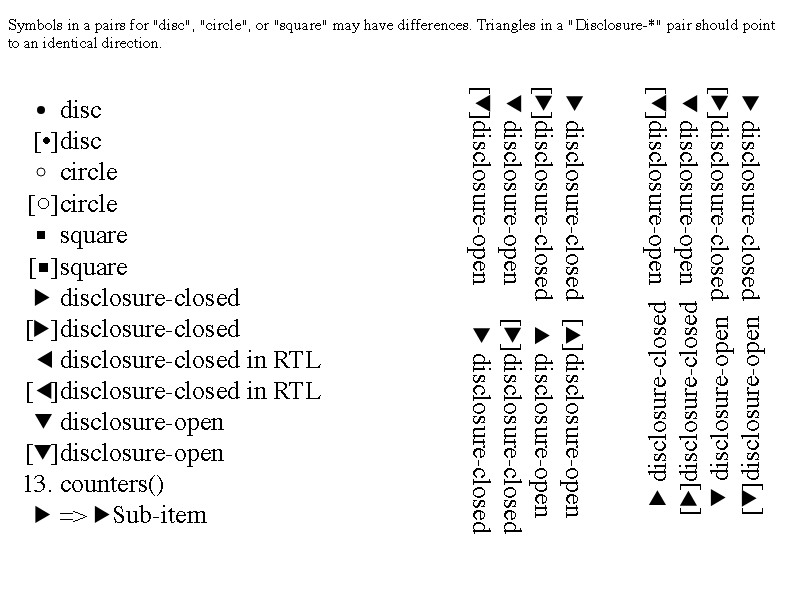 Symbols in a pairs for "disc", "circle", or "square" may have differences. Triangles in a "Disclosure-*" pair should point
to an identical direction.
• disc
[•]disc
○ circle
[○]circle
■ square
[■]square
▶ disclosure-closed
[▶]disclosure-closed
◀ disclosure-closed in RTL
[◀]disclosure-closed in RTL
▼ disclosure-open
[▼]disclosure-open
13. counters()
▶ => ▶Sub-item
▼ disclosure-closed
[▼]disclosure-closed
◀ disclosure-open
[◀]disclosure-open
▼ disclosure-closed
[▼]disclosure-closed
▶ disclosure-open
[▶]disclosure-open
▼ disclosure-closed
[▼]disclosure-closed
◀ disclosure-open
[◀]disclosure-open
▲ disclosure-closed
[▲]disclosure-closed
▶ disclosure-open
[▶]disclosure-open